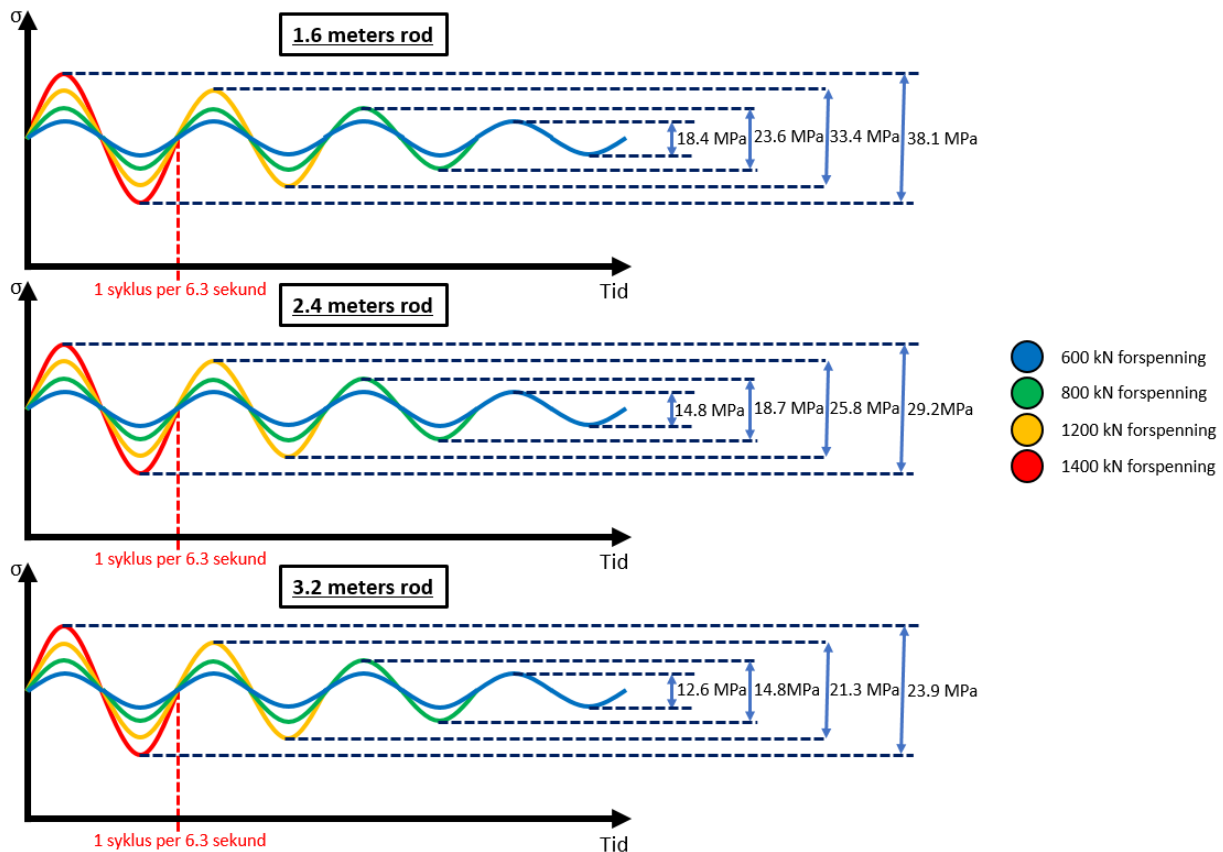 σ
1.6 meters rod
18.4 MPa
23.6 MPa
33.4 MPa
38.1 MPa
1 syklus per 6.3 sekund
Tid
σ
2.4 meters rod
14.8 MPa
18.7 MPa
25.8 MPa
29.2MPa
1 syklus per 6.3 sekund
Tid
600 kN forspenning
800 kN forspenning
1200 kN forspenning
1400 kN forspenning
σ
3.2 meters rod
12.6 MPa
14.8MPa
21.3 MPa
23.9 MPa
1 syklus per 6.3 sekund
Tid